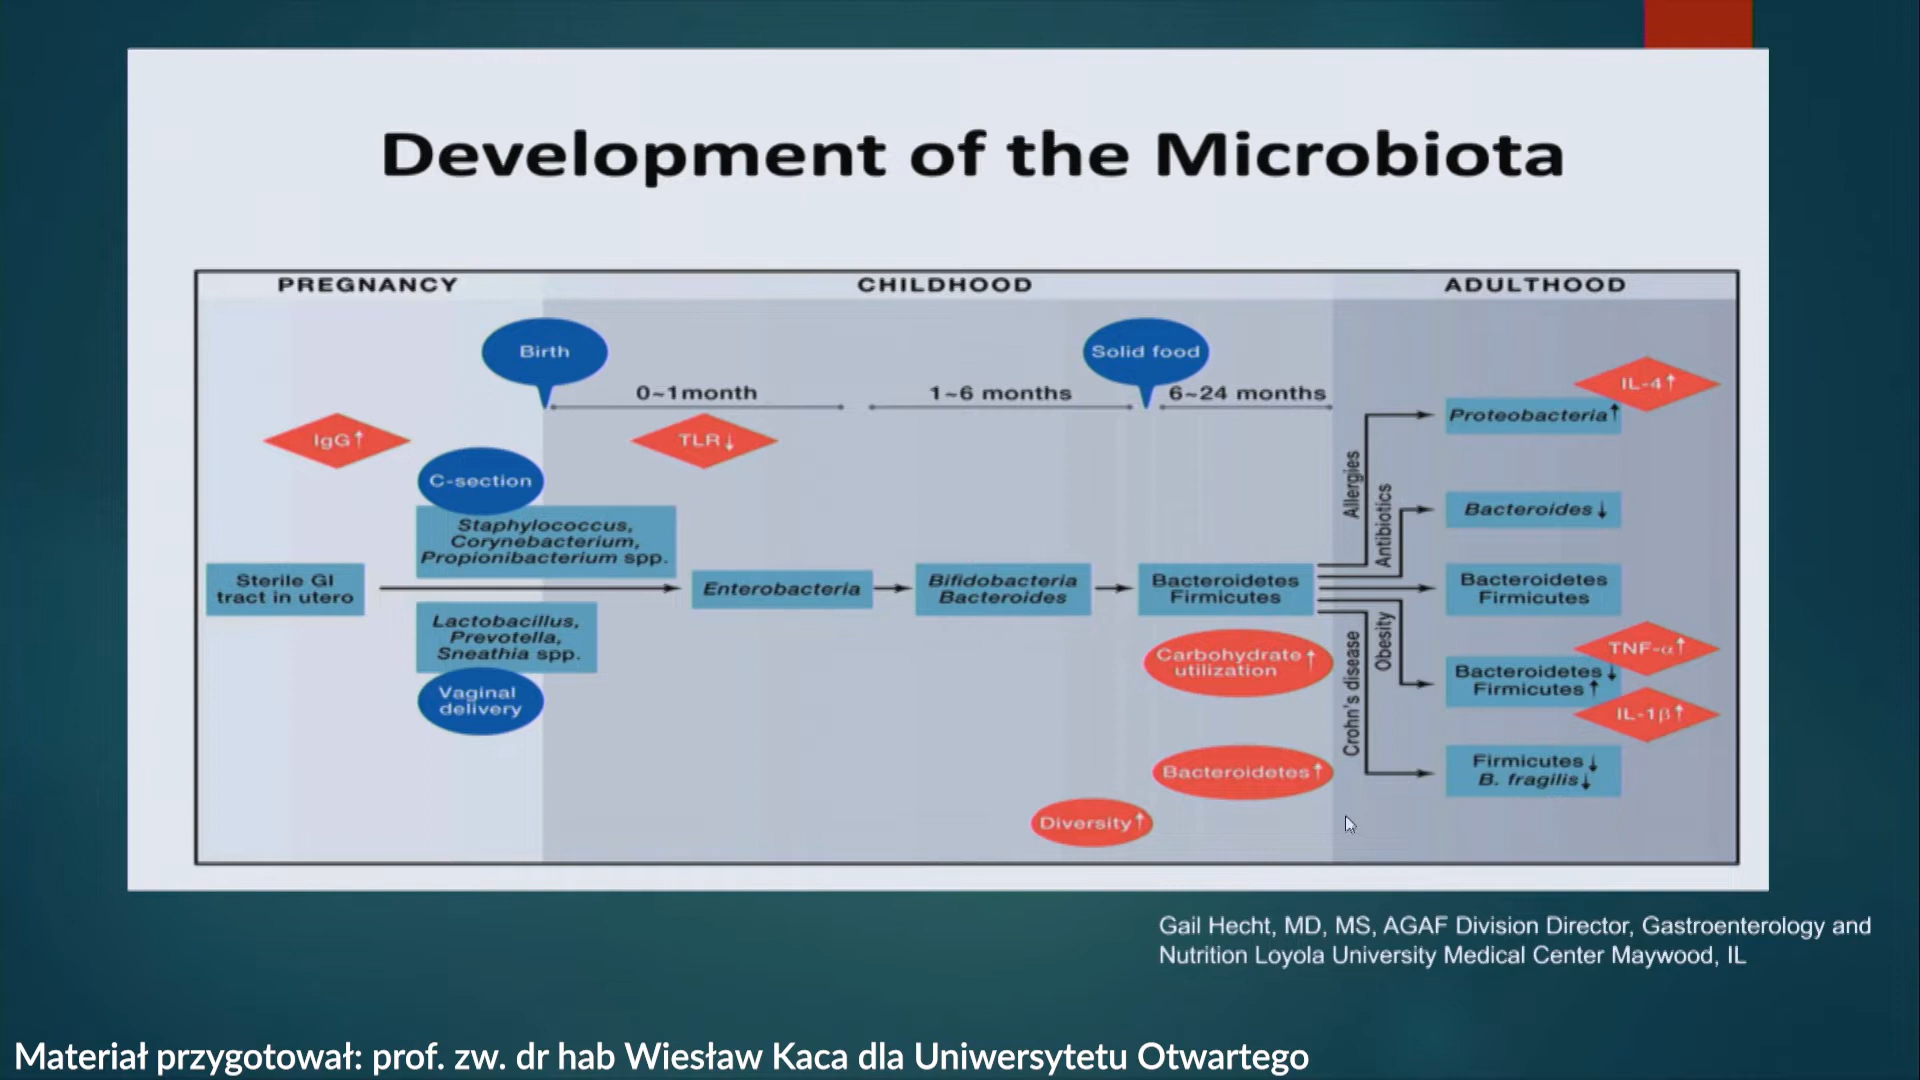 Development of the Microbiota
PREGNANCY
CHILDHOOD
ADULTHOOD
Birth
Solid food
0~1month
1~6 months
6~24 months
IgG↑
TLR↓
IL-4↑
Proteobacteria↑
C-section
Staphylococcus,
Corynebacterium,
Propionibacterium spp.
Allergies
Antibiotics
Bacteroides↓
Sterile GI
tract in utero
Enterobacteria
Bifidobacteria
Bacteroides
Bacteroidetes
Firmicutes
Bacteroidetes
Firmicutes
Lactobacillus,
Prevotella,
Sneathia spp.
Vaginal
delivery
Carbohydrate↑
utilization
Crohn's disease
Obesity
TNF-α↑
Bacteroidetes↓
Firmicutes↑
IL-1β↑
Bacteroidetes↑
Firmicutes↓
B. fragilis↓
Diversity↑
Gail Hecht, MD, MS, AGAF Division Director, Gastroenterology and
Nutrition Loyola University Medical Center Maywood, IL
Materiał przygotował: prof. zw. dr hab Wiesław Kaca dla Uniwersytetu Otwartego